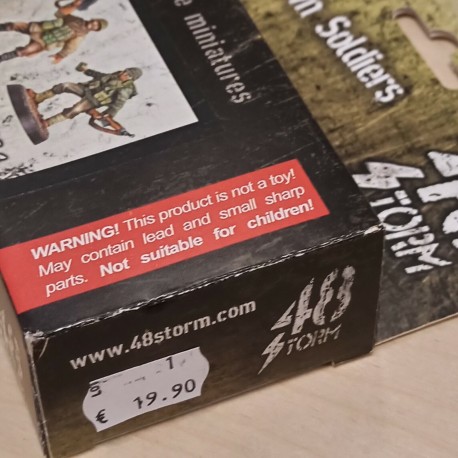 miniatures
Soldiers
48
STORM
WARNING! This product is not a toy!
May contain lead and small sharp
parts. Not suitable for children!
www.48storm.com
48
STORM
€ 19.90